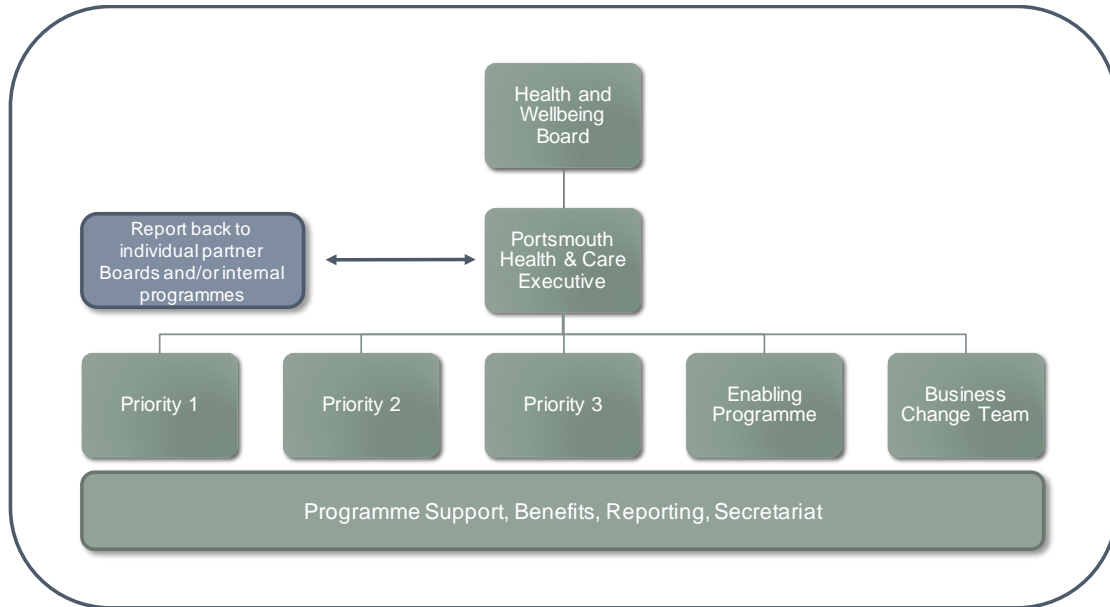 Health and
Wellbeing
Board
Report back to
individual partner
Boards and/or internal
programmes
Portsmouth
Health & Care
Executive
Priority 1
Priority 2
Priority 3
Enabling
Programme
Business
Change Team
Programme Support, Benefits, Reporting, Secretariat